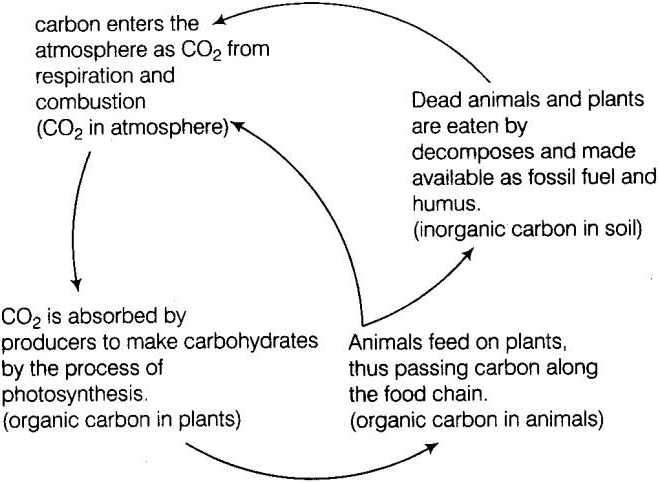 carbon enters the
atmosphere as CO₂ from
respiration and
combustion
(CO₂ in atmosphere)
Dead animals and plants
are eaten by
decomposes and made
available as fossil fuel and
humus.
(inorganic carbon in soil)
CO₂ is absorbed by
producers to make carbohydrates
by the process of
photosynthesis.
(organic carbon in plants)
Animals feed on plants,
thus passing carbon along
the food chain.
(organic carbon in animals)